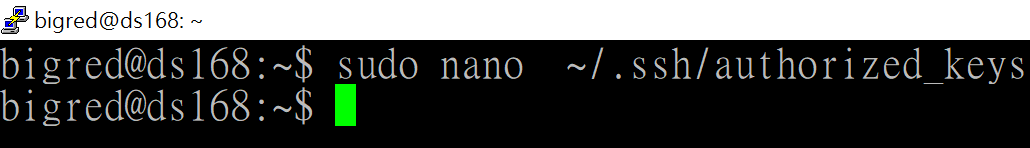 bigred@ds168: ~
bigred@ds168:~$ sudo nano  ~/.ssh/authorized_keys
bigred@ds168:~$